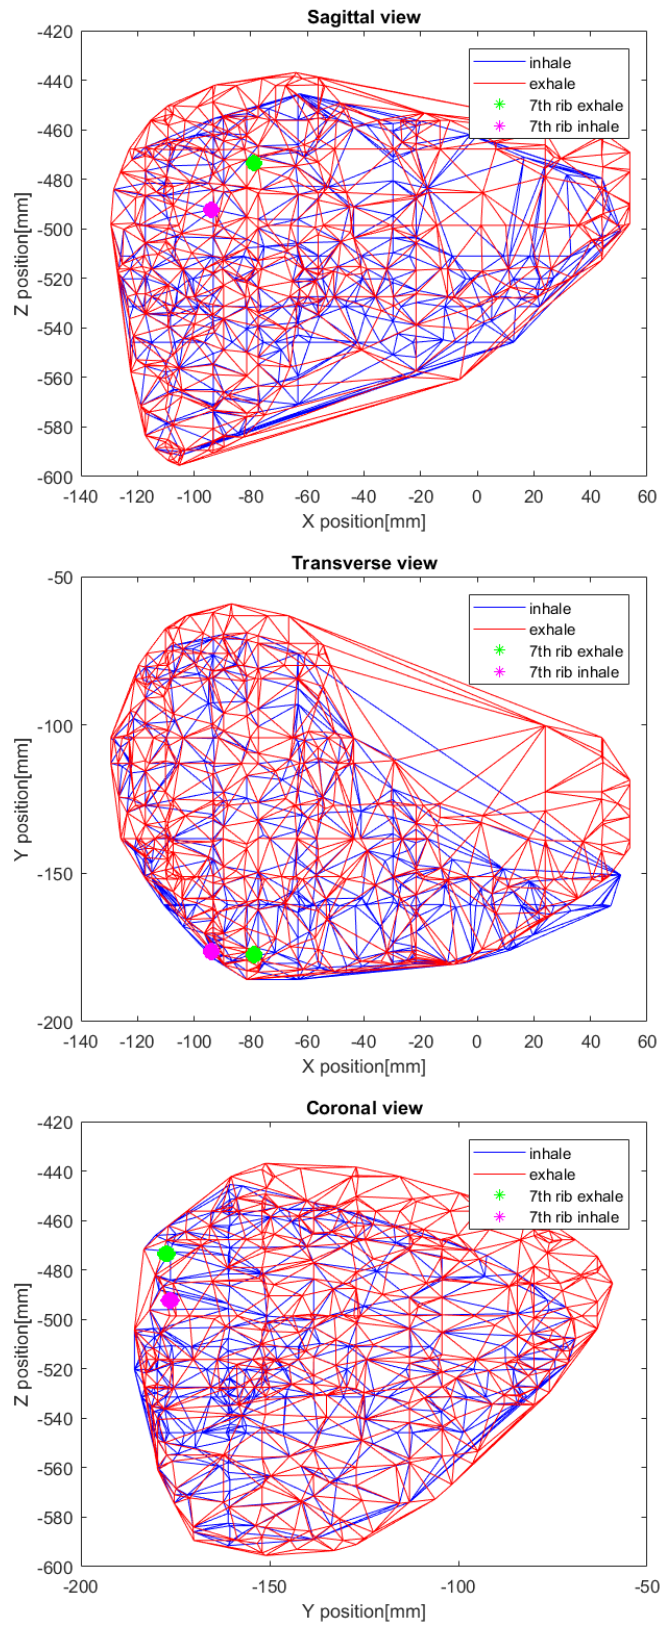 Sagittal view
-420
-440
-460
-480
-500
-520
-540
-560
-580
-600
Z position[mm]
inhale
exhale
7th rib exhale
7th rib inhale
-140 -120 -100 -80 -60 -40 -20 0 20 40 60
X position[mm]
Transverse view
-50
-100
-150
-200
Y position[mm]
inhale
exhale
7th rib exhale
7th rib inhale
-140 -120 -100 -80 -60 -40 -20 0 20 40 60
X position[mm]
Coronal view
-420
-440
-460
-480
-500
-520
-540
-560
-580
-600
Z position[mm]
inhale
exhale
7th rib exhale
7th rib inhale
-200 -150 -100 -50
Y position[mm]